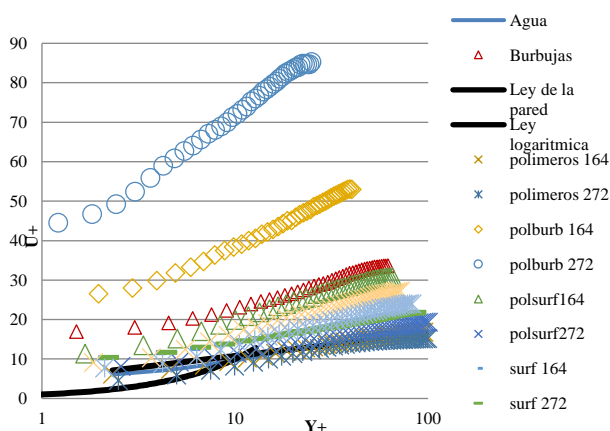 90
80
70
60
50
40
30
20
10
0
U+
1
10
100
Y+
Agua
Burbujas
Ley de la
pared
Ley
logaritmica
polimeros 164
polimeros 272
polburb 164
polburb 272
polsurf164
polsurf272
surf 164
surf 272